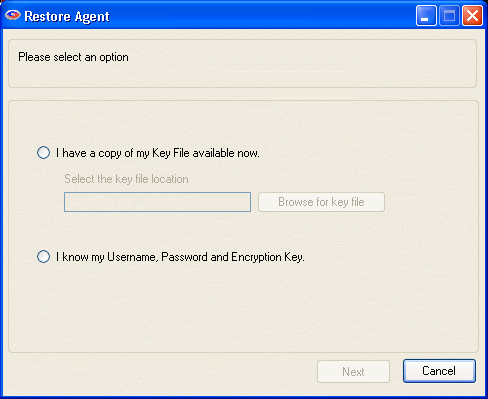 Restore Agent
Please select an option
I have a copy of my Key File available now.
Select the key file location
Browse for key file
I know my Username, Password and Encryption Key.
Next
Cancel